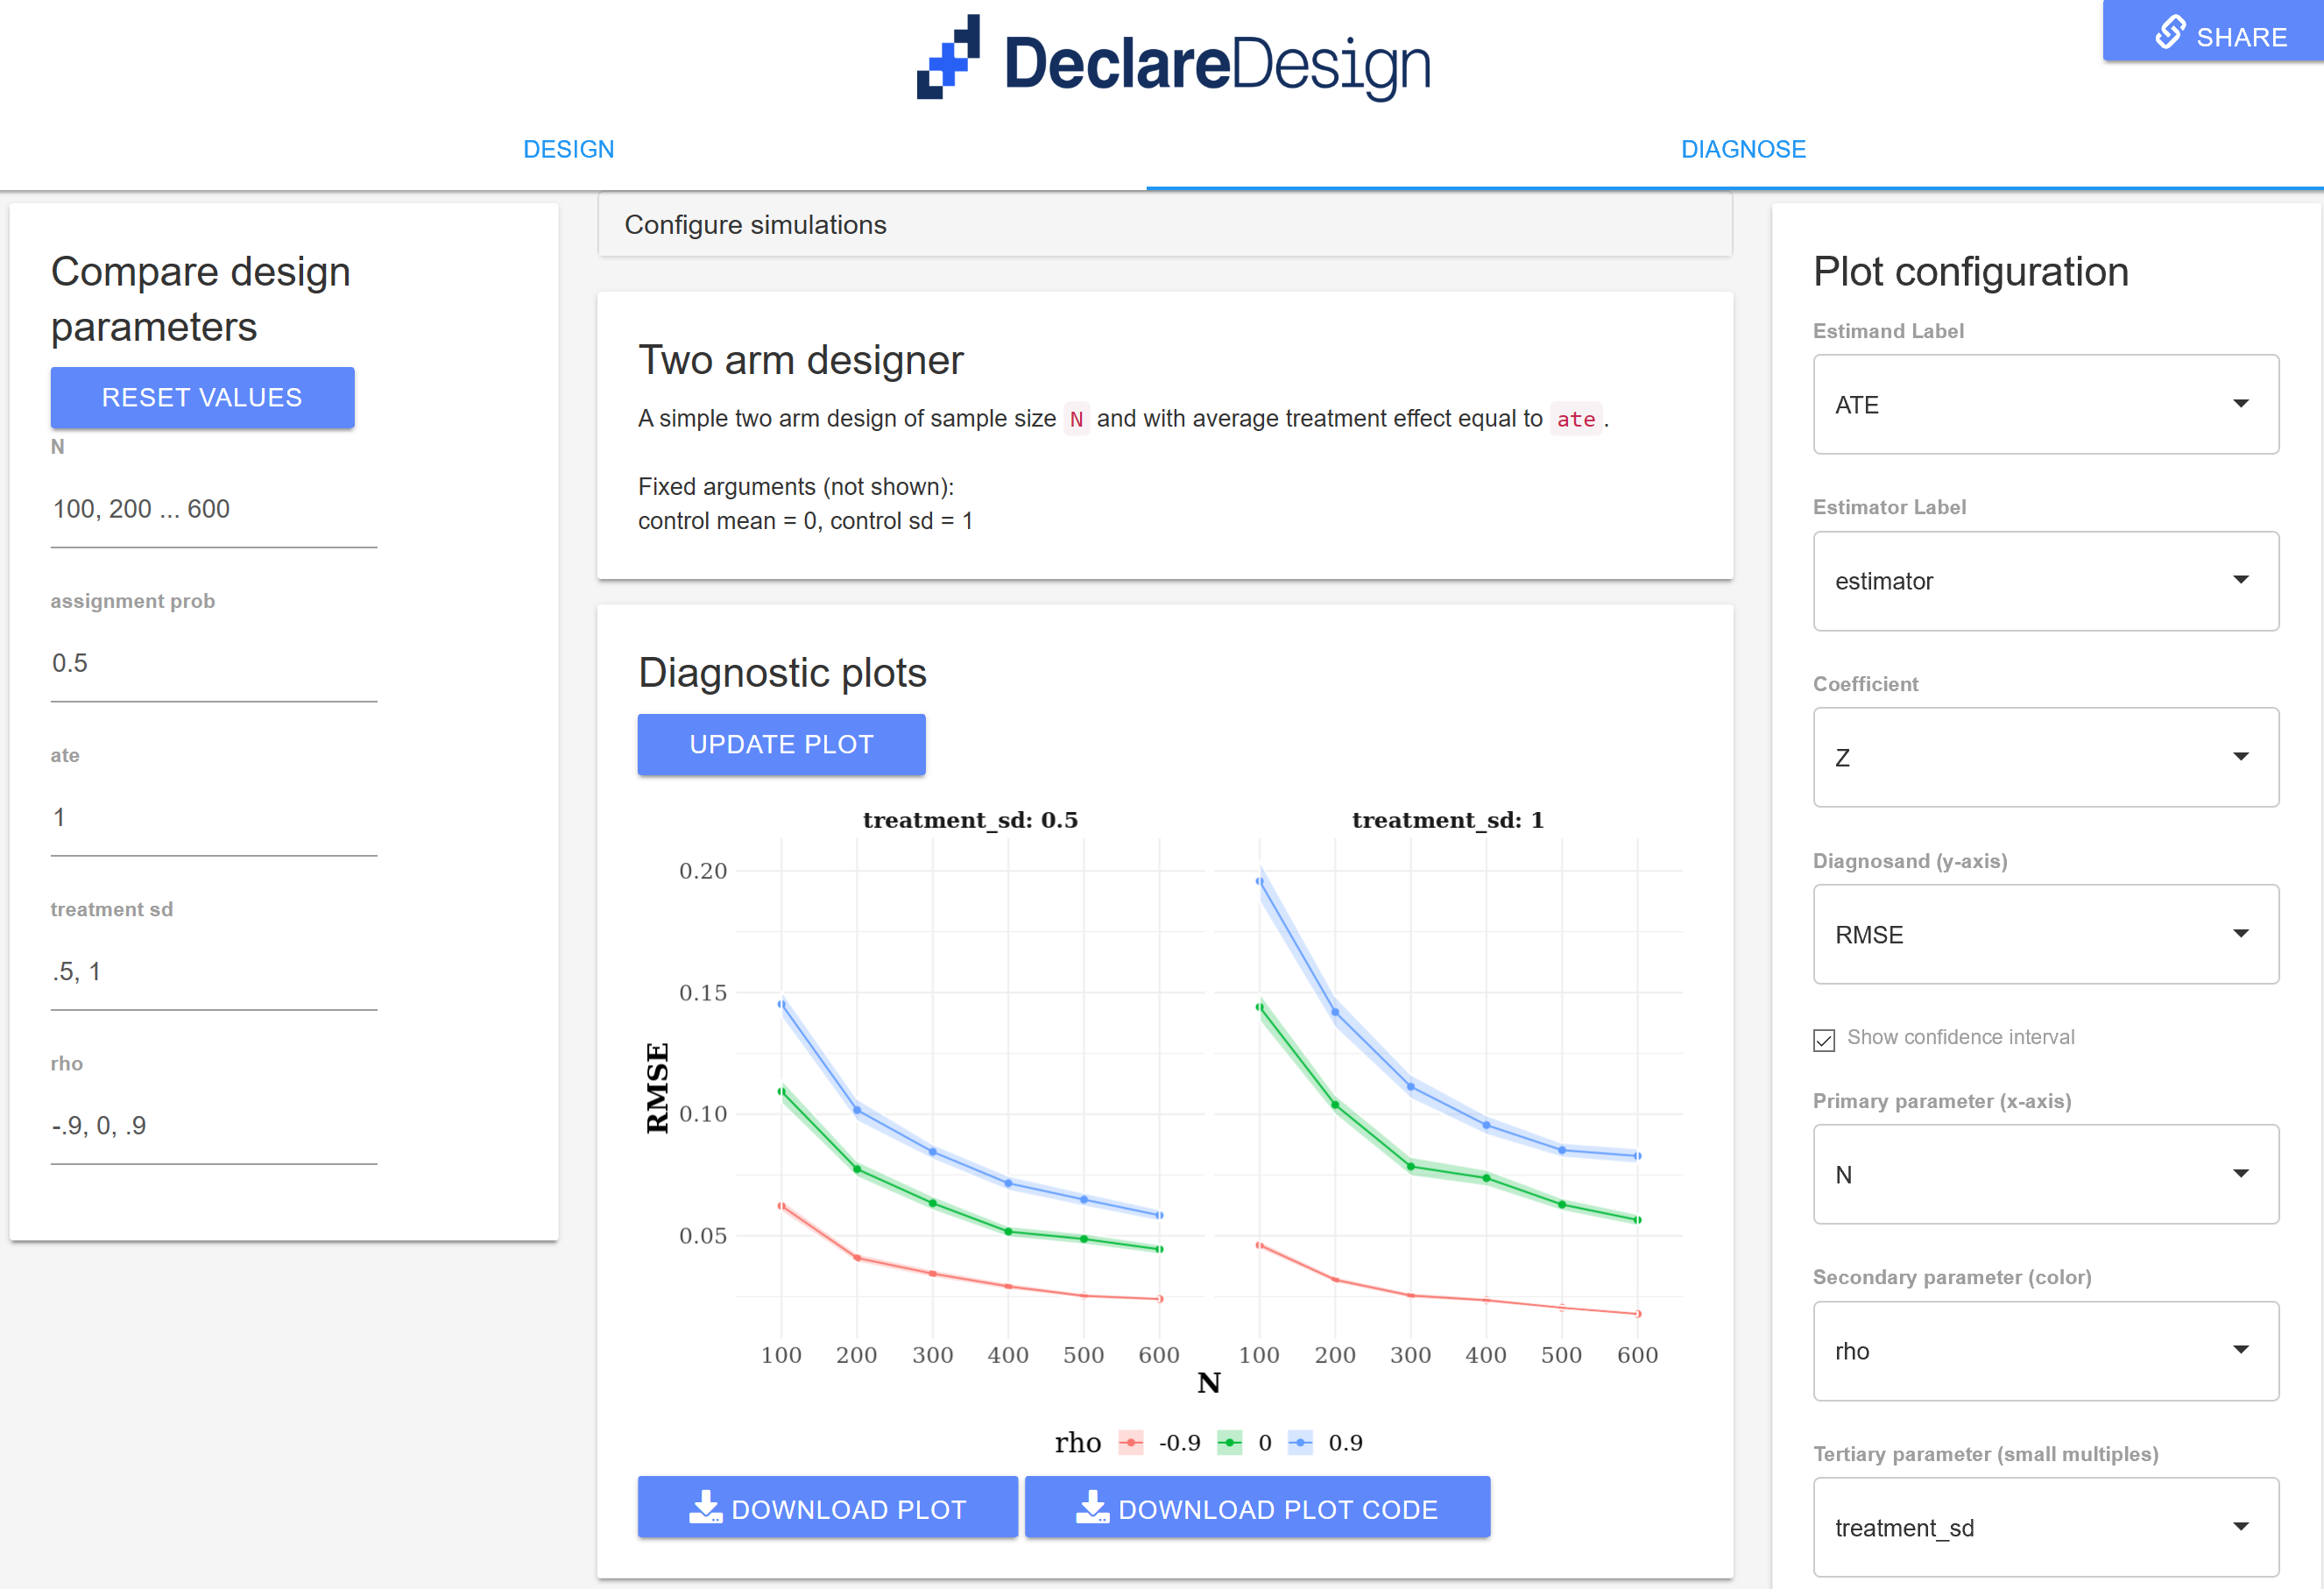 DeclareDesign
SHARE
DESIGN
DIAGNOSE
Compare design
parameters
RESET VALUES
N
100, 200 ... 600
assignment prob
0.5
ate
1
treatment sd
.5, 1
rho
-.9, 0, .9
Configure simulations
Two arm designer
A simple two arm design of sample size N and with average treatment effect equal to ate.
Fixed arguments (not shown):
control mean = 0, control sd = 1
Diagnostic plots
UPDATE PLOT
treatment_sd: 0.5
treatment_sd: 1
0.20
0.15
0.10
0.05
RMSE
100 200 300 400 500 600
100 200 300 400 500 600
N
rho -0.9 0 0.9
DOWNLOAD PLOT
DOWNLOAD PLOT CODE
Plot configuration
Estimand Label
ATE
Estimator Label
estimator
Coefficient
Z
Diagnosand (y-axis)
RMSE
Show confidence interval
Primary parameter (x-axis)
N
Secondary parameter (color)
rho
Tertiary parameter (small multiples)
treatment_sd